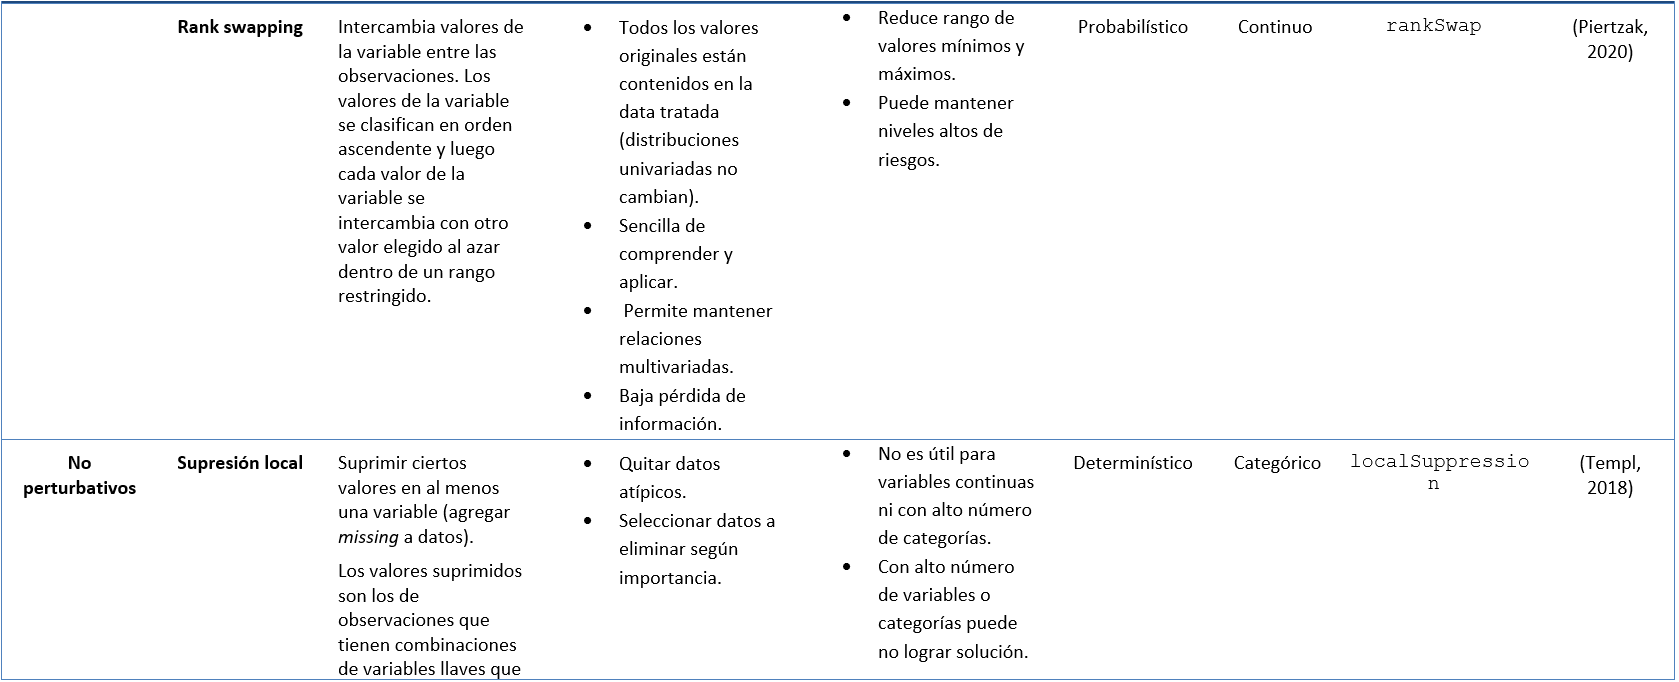 Rank swapping
Intercambia valores de
la variable entre las
observaciones. Los
valores de la variable
se clasifican en orden
ascendente y luego
cada valor de la
variable se
intercambia con otro
valor elegido al azar
dentro de un rango
restringido.
• Todos los valores
originales están
contenidos en la
data tratada
(distribuciones
univariadas no
cambian).
• Sencilla de
comprender y
aplicar.
• Permite mantener
relaciones
multivariadas.
• Baja pérdida de
información.
• Reduce rango de
valores mínimos y
máximos.
• Puede mantener
niveles altos de
riesgos.
Probabilístico
Continuo
rankSwap
(Piertzak,
2020)
No
perturbativos
Supresión local
Suprimir ciertos
valores en al menos
una variable (agregar
missing a datos).
Los valores suprimidos
son los de
observaciones que
tienen combinaciones
de variables llaves que
• Quitar datos
atípicos.
• Seleccionar datos a
eliminar según
importancia.
• No es útil para
variables continuas
ni con alto número
de categorías.
• Con alto número
de variables o
categorías puede
no lograr solución.
Determinístico
Categórico
localSuppressio
n
(Templ,
2018)